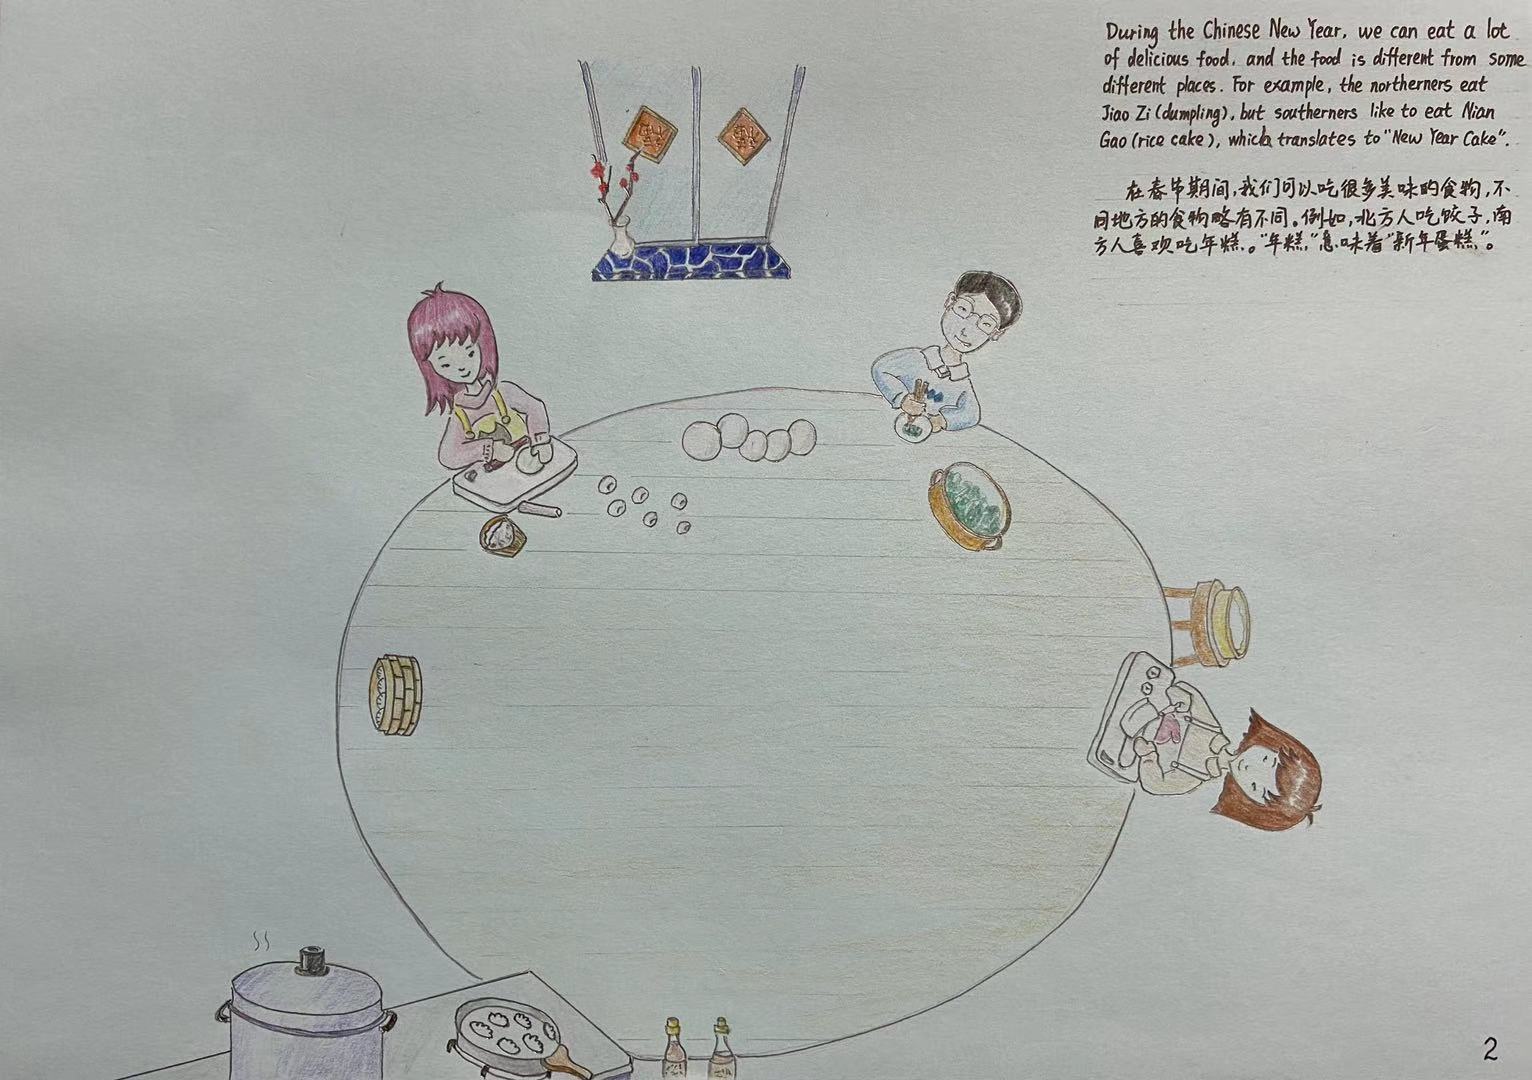 During the Chinese New Year, we can eat a lot
of delicious food, and the food is different from some
different places. For example, the northerners eat
Jiao Zi (dumpling), but southerners like to eat Nian
Gao (rice cake), which translates to "New Year Cake".
在春节期间,我们可以吃很多美味的食物,不
同地方的食物略有不同。例如,北方人吃饺子,南
方人喜欢吃年糕。"年糕,"意味着"新年蛋糕"。
福
福
2